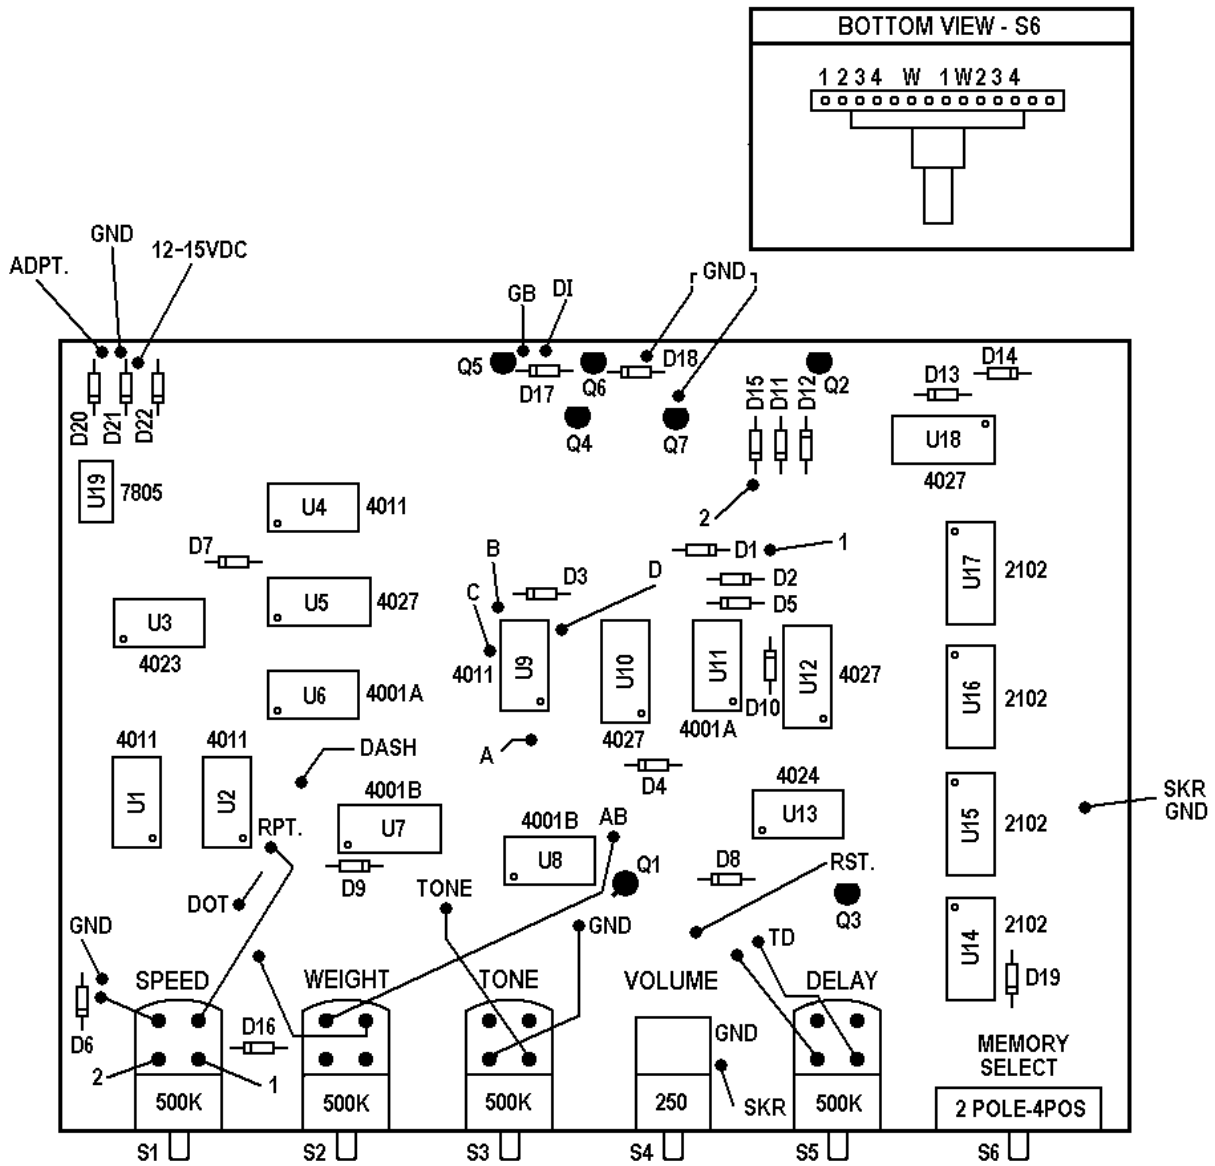 BOTTOM VIEW - S6
1 2 3 4 W 1 W 2 3 4
GND
12-15VDC
ADPT.
GND
GB DI
Q5 D17 Q6 D18 Q2 D14
D13
D20 D21 D22
Q4 Q7 D15 D11 D12
U18
4027
U19 7805
U4 4011
2
D7 B D1 1
U17 2102
D3 D D2
C D5
U5 4027
U3
4023
U9 4011
U10 4027
U11 4001A
D10
U12 4027
U6 4001A
U16 2102
4011 4011
U1 U2
DASH
A
D4
4024
U13
SKR
GND
4001B
U7
RPT.
4001B
U8
AB
U15 2102
D9
Q1 D8 RST.
Q3
DOT
TONE
GND
TD
2102
U14
D19
GND
SPEED WEIGHT TONE VOLUME DELAY
D6 D16
GND
MEMORY
SELECT
2 1
SKR
500K 500K 500K 250 500K 2 POLE-4POS
S1 S2 S3 S4 S5 S6